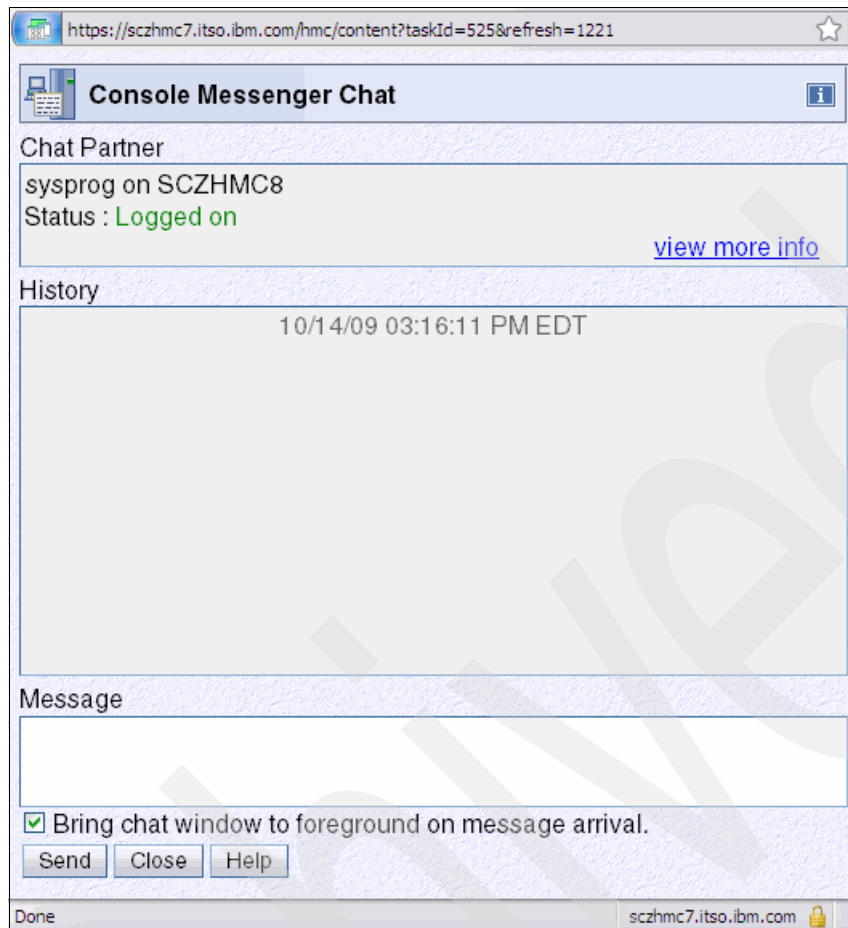 https://sczhmc7.itso.ibm.com/hmc/content?taskId=525&refresh=1221
Console Messenger Chat
i
Chat Partner
sysprog on SCZHMC8
Status : Logged on
view more info
History
10/14/09 03:16:11 PM EDT
Message
Bring chat window to foreground on message arrival.
Send Close Help
Done sczhmc7.itso.ibm.com